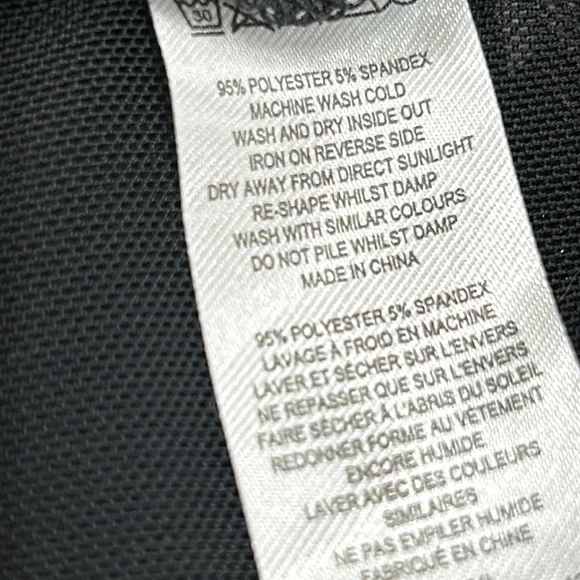 30
95% POLYESTER 5% SPANDEX
MACHINE WASH COLD
WASH AND DRY INSIDE OUT
IRON ON REVERSE SIDE
DRY AWAY FROM DIRECT SUNLIGHT
RE-SHAPE WHILST DAMP
WASH WITH SIMILAR COLOURS
DO NOT PILE WHILST DAMP
MADE IN CHINA
95% POLYESTER 5% SPANDEX
LAVAGE À FROID EN MACHINE
LAVER ET SÉCHER SUR L'ENVERS
NE REPASSER QUE SUR L'ENVERS
FAIRE SÉCHER À L'ABRIS DU SOLEIL
REDONNER FORME AU VÊTEMENT
ENCORE HUMIDE
LAVER AVEC DES COULEURS
SIMILAIRES
NE PAS EMPILER HUMIDE
FABRIQUÉ EN CHINE